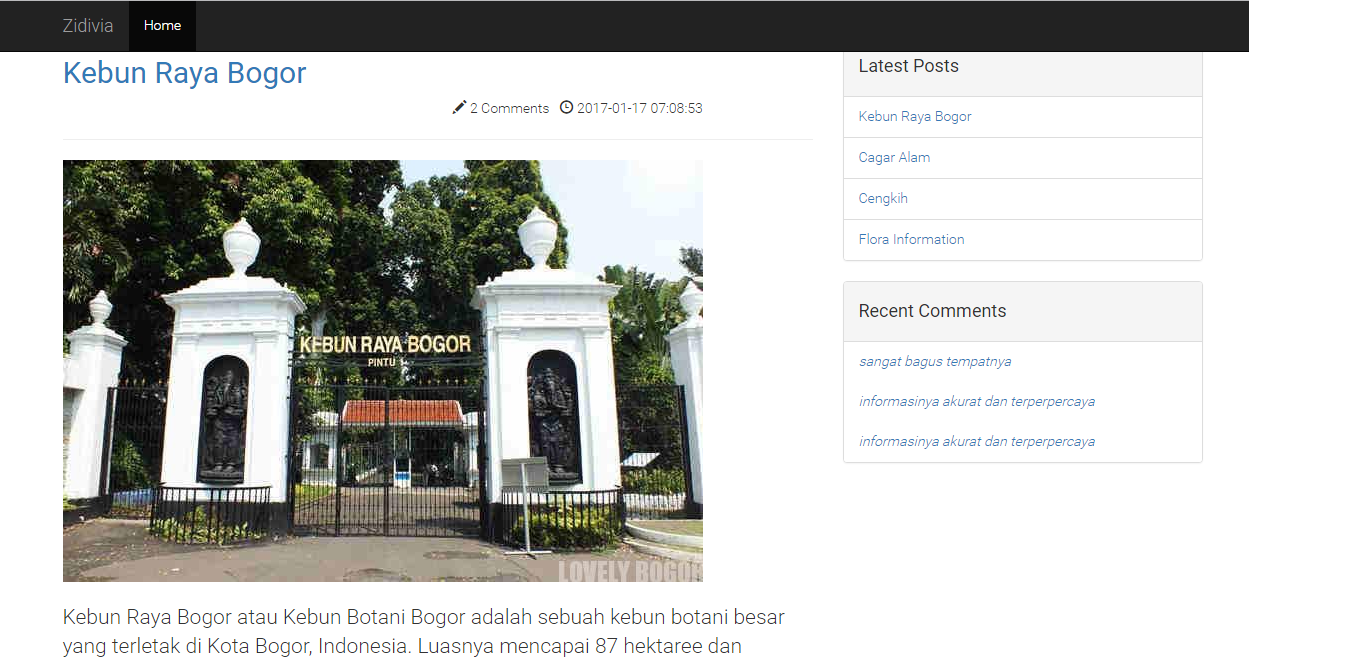 Zidivia Home
Kebun Raya Bogor
2 Comments 2017-01-17 07:08:53
KEBUN RAYA BOGOR
PINTU 1
LOVELY BOGOR
Kebun Raya Bogor atau Kebun Botani Bogor adalah sebuah kebun botani besar
yang terletak di Kota Bogor, Indonesia. Luasnya mencapai 87 hektaree dan
Latest Posts
Kebun Raya Bogor
Cagar Alam
Cengkih
Flora Information
Recent Comments
sangat bagus tempatnya
informasinya akurat dan terperpercaya
informasinya akurat dan terperpercaya